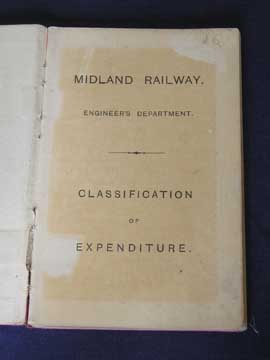 MIDLAND RAILWAY.
ENGINEER'S DEPARTMENT.
CLASSIFICATION
OF
EXPENDITURE.